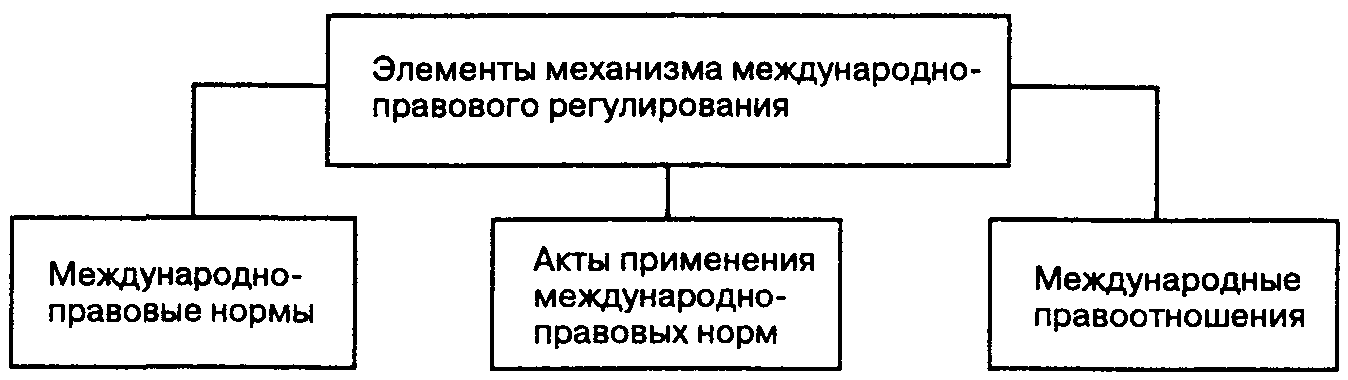 Элементы механизма международно-
правового регулирования
Международно-
правовые нормы
Акты применения
международно-
правовых норм
Международные
правоотношения